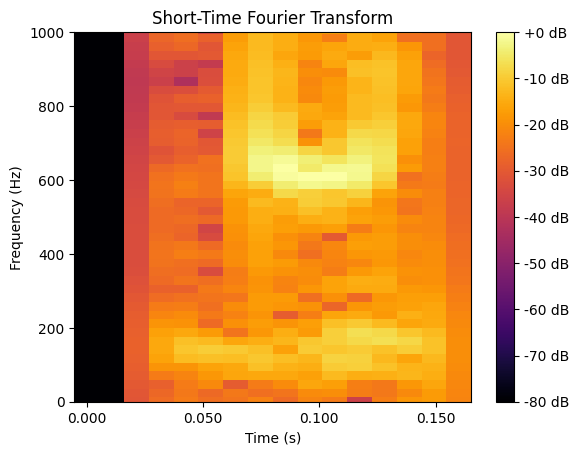 Short-Time Fourier Transform
1000
800
600
400
200
0
Frequency (Hz)
0.000
0.050
0.100
0.150
Time (s)
+0 dB
-10 dB
-20 dB
-30 dB
-40 dB
-50 dB
-60 dB
-70 dB
-80 dB